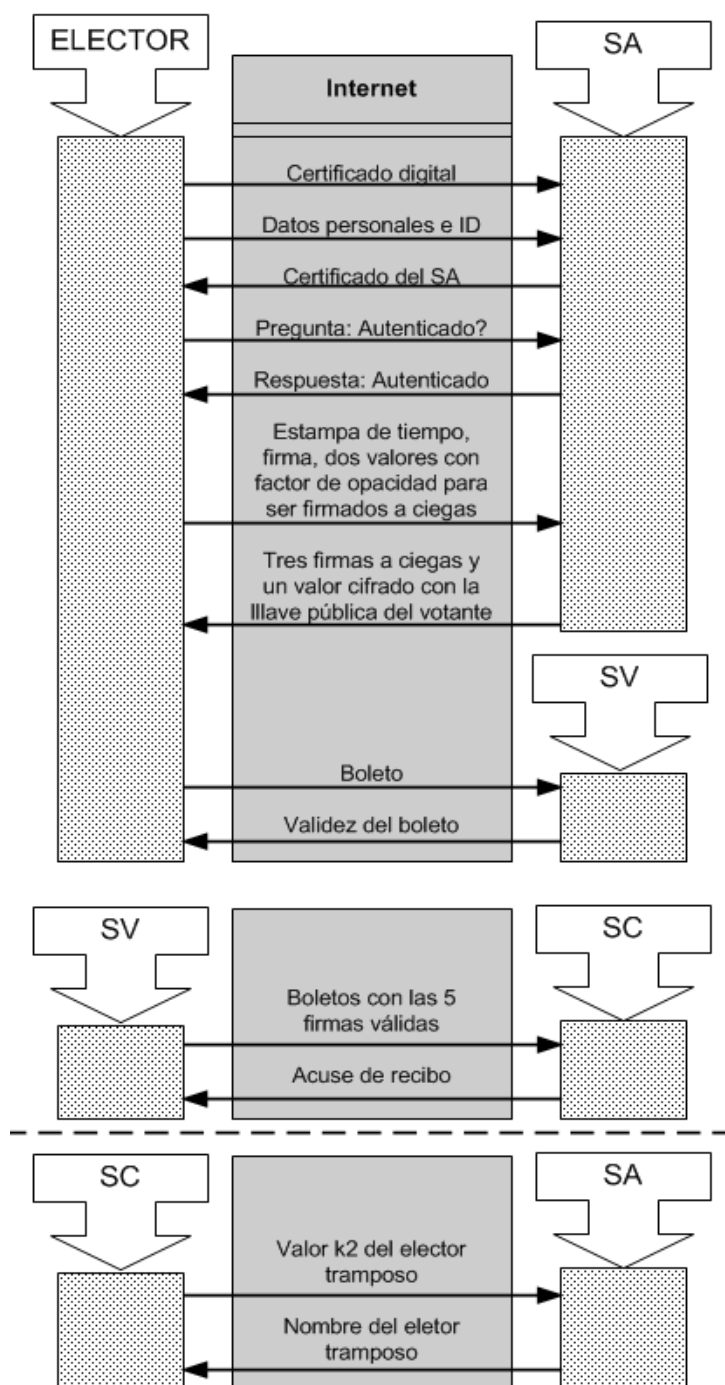 ELECTOR
Internet
SA
Certificado digital
Datos personales e ID
Certificado del SA
Pregunta: Autenticado?
Respuesta: Autenticado
Estampa de tiempo,
firma, dos valores con
factor de opacidad para
ser firmados a ciegas
Tres firmas a ciegas y
un valor cifrado con la
lllave pública del votante
SV
Boleto
Validez del boleto
SV
SC
Boletos con las 5
firmas válidas
Acuse de recibo
SC
SA
Valor k2 del elector
tramposo
Nombre del eletor
tramposo